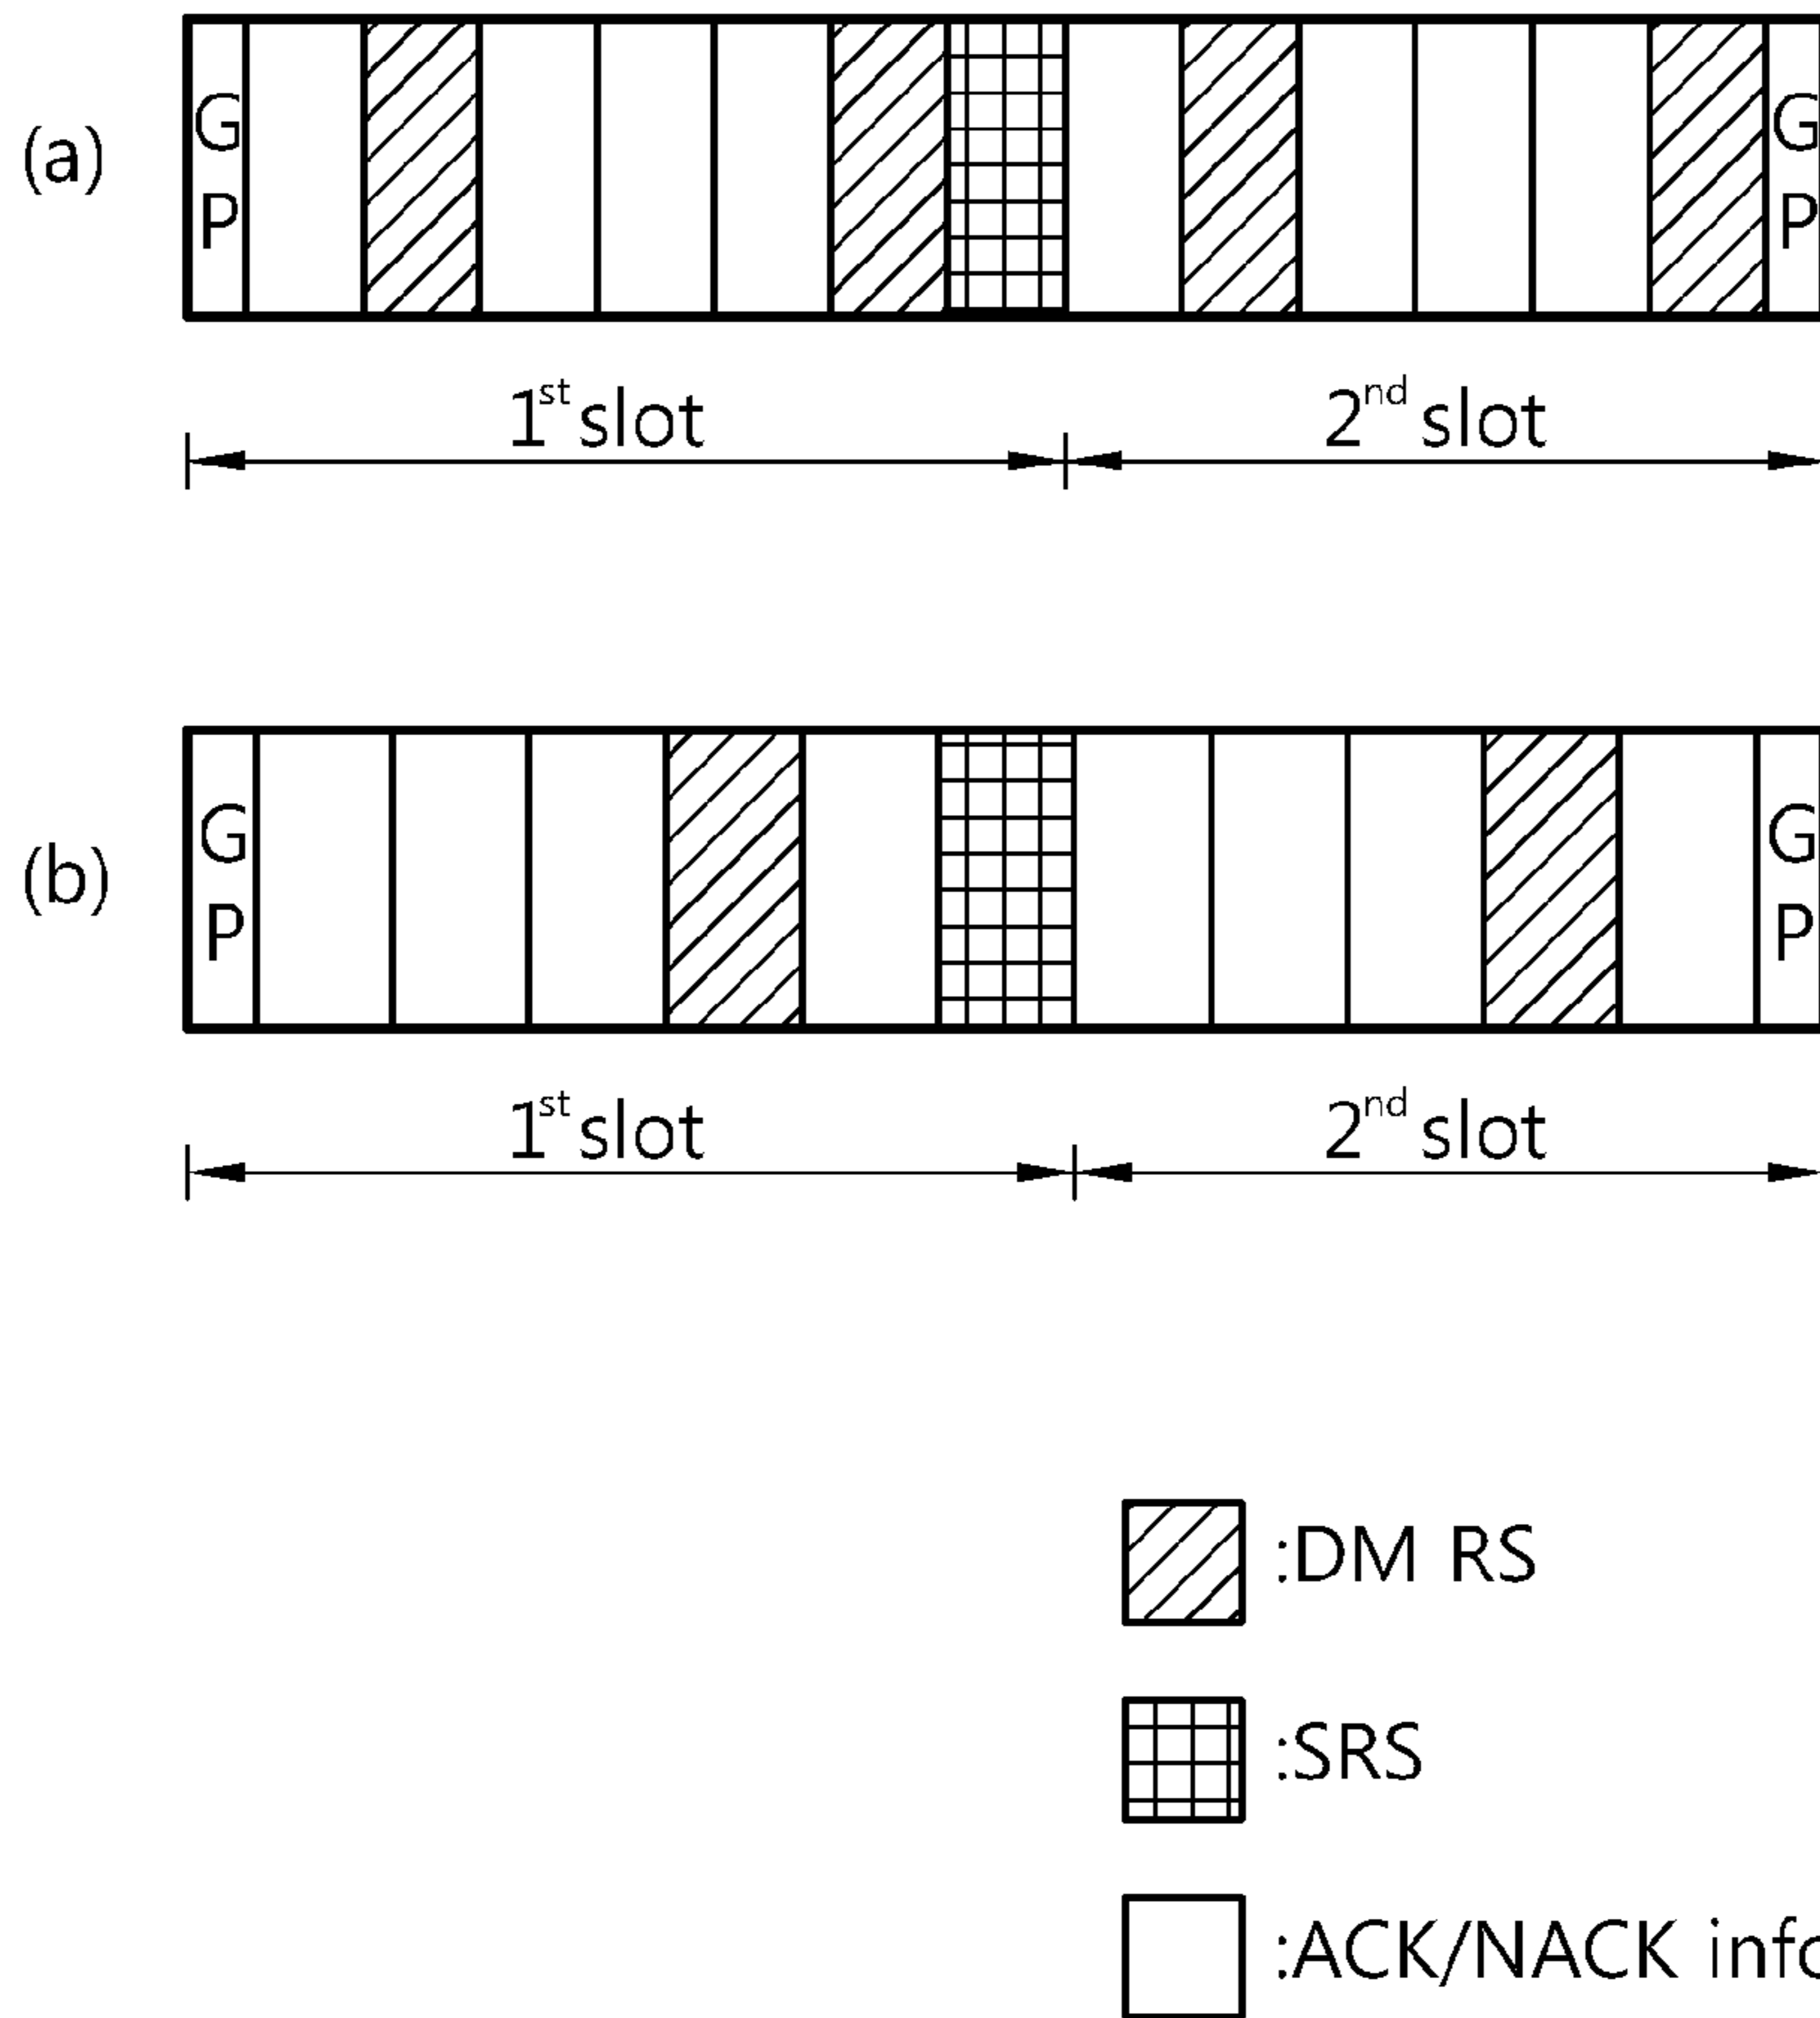 (a) G P G P
1st slot 2nd slot
(b) G P G P
1st slot 2nd slot
:DM RS
:SRS
:ACK/NACK